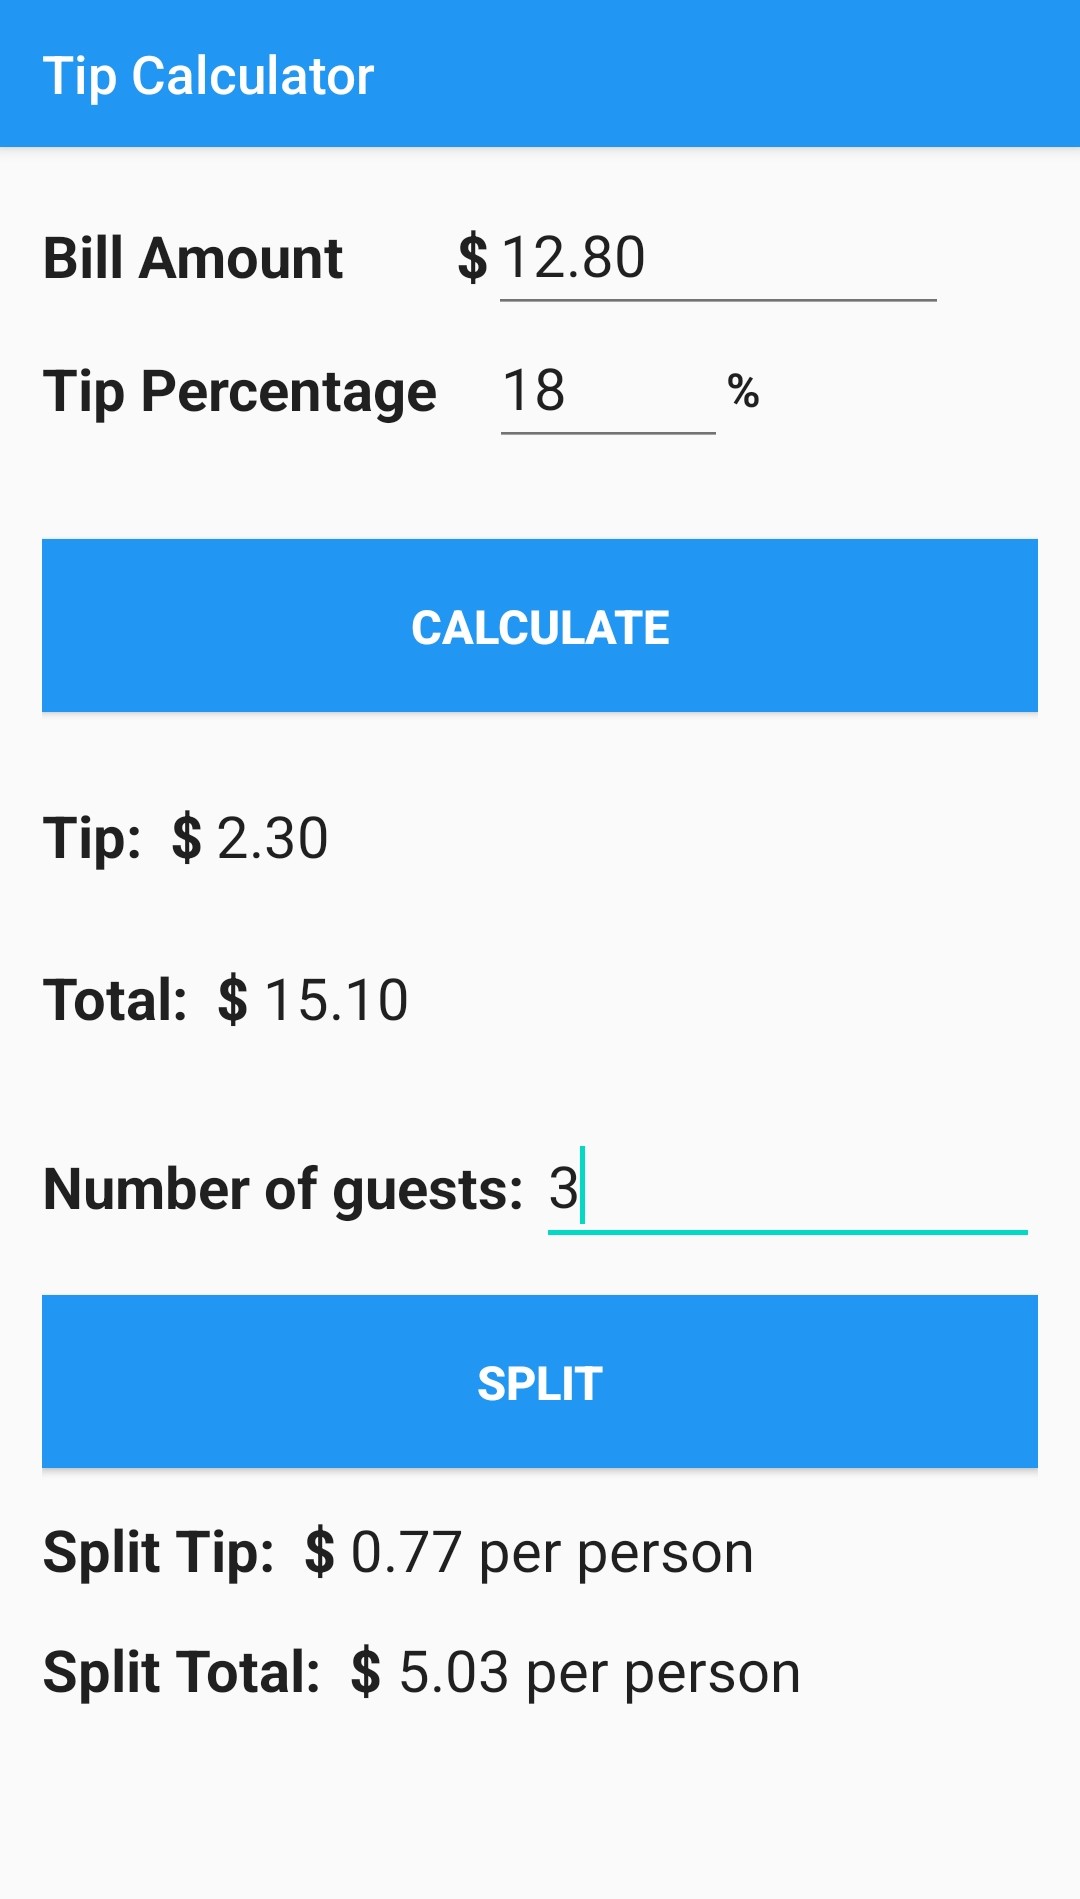 Tip Calculator
Bill Amount $ 12.80
Tip Percentage 18 %
CALCULATE
Tip: $ 2.30
Total: $ 15.10
Number of guests: 3
SPLIT
Split Tip: $ 0.77 per person
Split Total: $ 5.03 per person